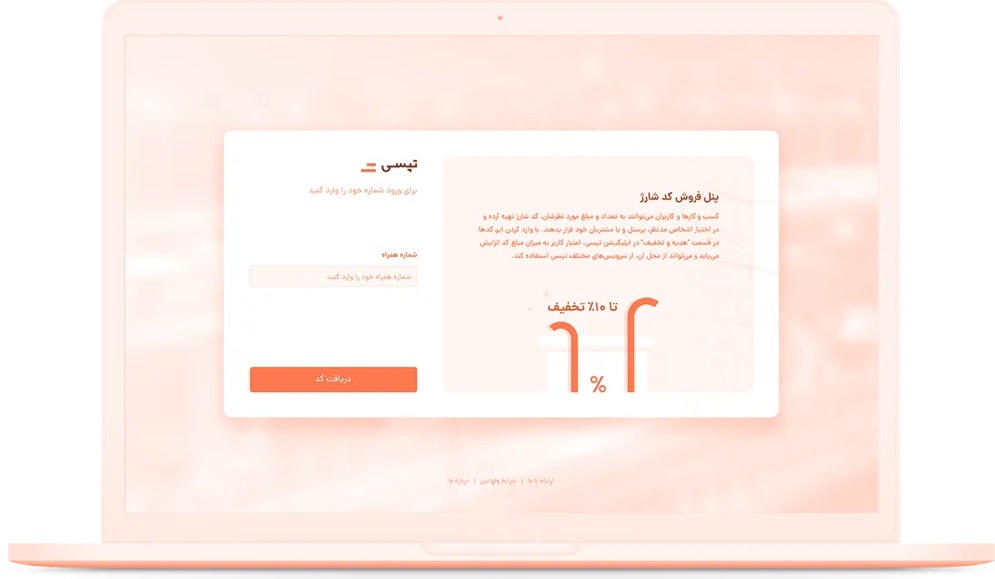 پنل فروش کد شارژ
کسب و کارها و کاربران می‌توانند به تعداد و مبلغ مورد نظرشان، کد شارژ تهیه کرده و
در اختیار اشخاص مدنظر، پرسنل و یا مشتریان خود قرار بدهند. با وارد کردن این کدها
در قسمت "هدیه و تخفیف" در اپلیکیشن تپسی، اعتبار کاربر به میزان مبلغ کد افزایش
می‌یابد و می‌تواند از محل آن، از سرویس‌های مختلف تپسی استفاده کند.
تا ۱۰٪ تخفیف
%
تپسی
برای ورود شماره خود را وارد کنید
شماره همراه
شماره همراه خود را وارد کنید
دریافت کد
ارتباط با ما | شرایط و قوانین | درباره ما